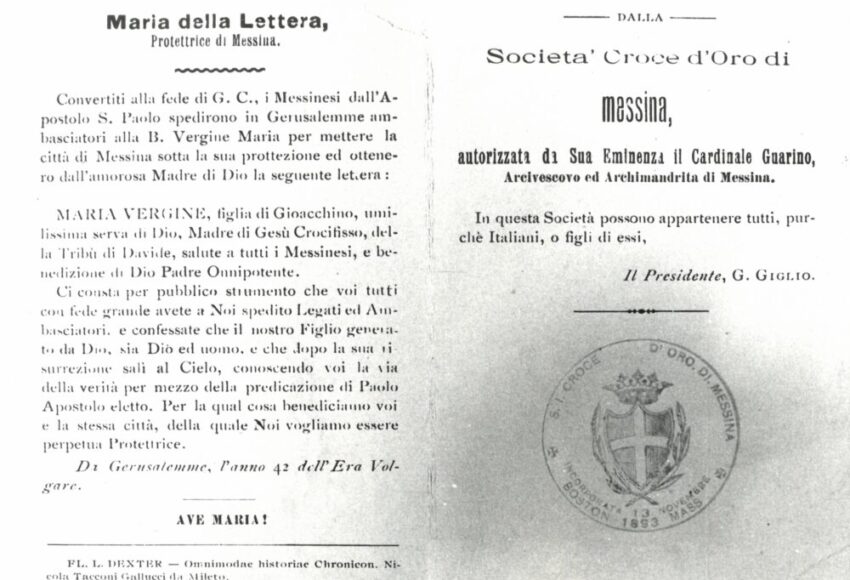 Maria della Lettera,
Protettrice di Messina.
Convertiti alla fede di G. C., i Messinesi dall'A-
postolo S. Paolo spedirono in Gerusalemme am-
basciatori alla B. Vergine Maria per mettere la
città di Messina sotta la sua prottezione ed ottene-
ro dall'amorosa Madre di Dio la seguente lettera :
MARIA VERGINE, figlia di Gioacchino, umi-
lissima serva di Dio, Madre di Gesù Crocifisso, del-
la Tribù di Davide, salute a tutti i Messinesi, e be-
nedizione di Dio Padre Onnipotente.
Ci consta per pubblico strumento che voi tutti
con fede grande avete a Noi spedito Legati ed Am-
basciatori. e confessate che il nostro Figlio genera-
to da Dio, sia Diò ed uomo, e che dopo la sua ri-
surrezione sali al Cielo, conoscendo voi la via
della verità per mezzo della predicazione di Paolo
Apostolo eletto. Per la qual cosa benediciamo voi
e la stessa città, della quale Noi vogliamo essere
perpetua Protettrice.
Di Gerusalemme, l'anno 42 dell'Era Vol-
gare.
AVE MARIA!
FL. L. DEXTER — Omnimodae historiae Chronicon. Ni-
cola Tacconi Gallucci da Mileto.
DALLA
Societa' Croce d'Oro di
messina,
autorizzata da Sua Eminenza il Cardinale Guarino,
Arcivescovo ed Archimandrita di Messina.
In questa Società possono appartenere tutti, pur-
chè Italiani, o figli di essi,
Il Presidente, G. GIGLIO.
S. I. CROCE D'ORO. DI. MESSINA
INCORPORATA 13 NOVEMBRE
BOSTON 1893 MASS